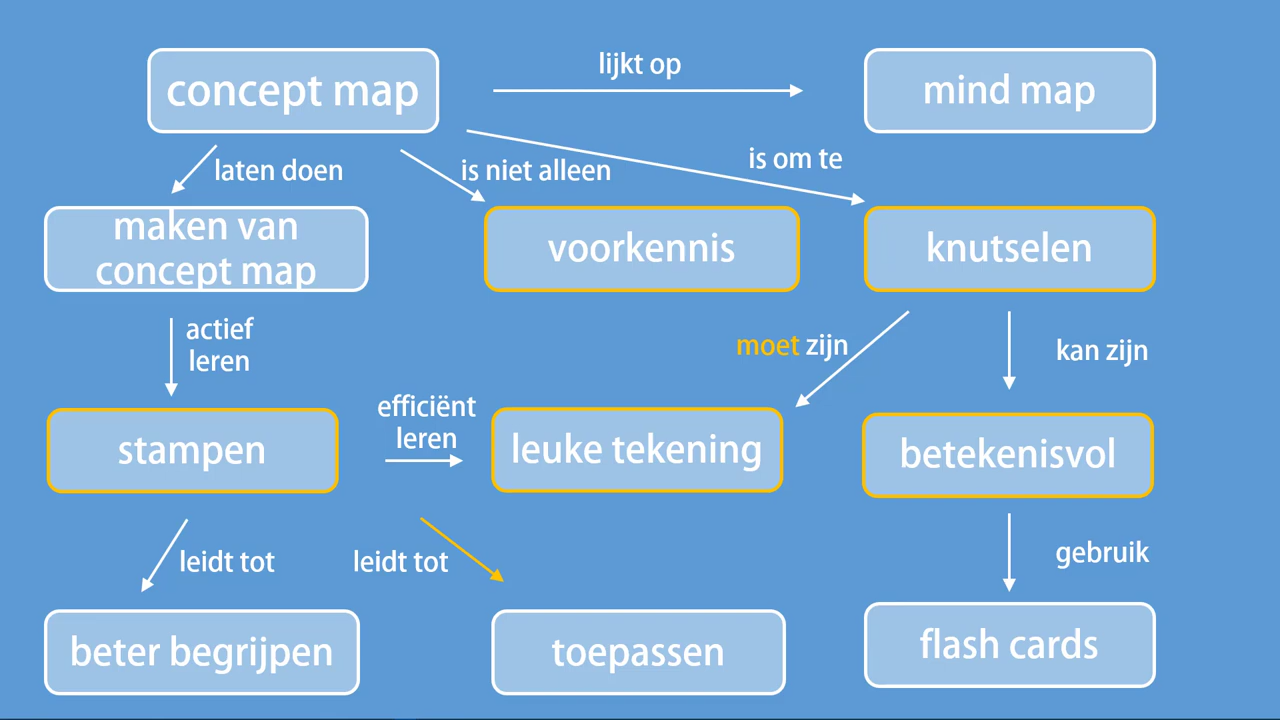 concept map
lijkt op
mind map
laten doen
is niet alleen
is om te
maken van
concept map
voorkennis
knutselen
actief
leren
moet zijn
kan zijn
stampen
efficiënt
leren
leuke tekening
betekenisvol
leidt tot
leidt tot
gebruik
beter begrijpen
toepassen
flash cards